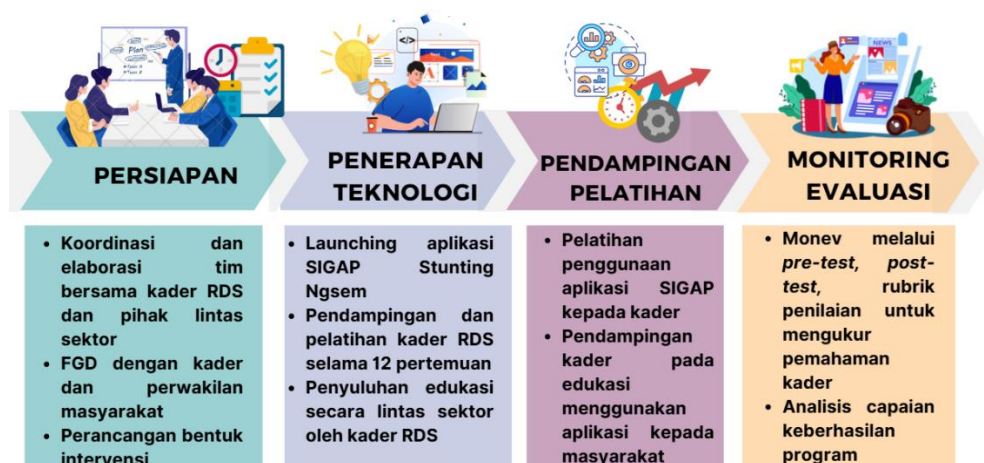 PERSIAPAN
• Koordinasi dan
elaborasi tim
bersama kader RDS
dan pihak lintas
sektor
• FGD dengan kader
dan perwakilan
masyarakat
• Perancangan bentuk
intervensi
PENERAPAN
TEKNOLOGI
• Launching aplikasi
SIGAP Stunting
Ngsem
• Pendampingan dan
pelatihan kader RDS
selama 12 pertemuan
• Penyuluhan edukasi
secara lintas sektor
oleh kader RDS
PENDAMPINGAN
PELATIHAN
• Pelatihan
penggunaan
aplikasi SIGAP
kepada kader
• Pendampingan
kader pada
edukasi
menggunakan
aplikasi kepada
masyarakat
NEWS
MONITORING
EVALUASI
• Monev melalui
pre-test, post-
test, rubrik
penilaian untuk
mengukur
pemahaman
kader
• Analisis capaian
keberhasilan
program
Plan